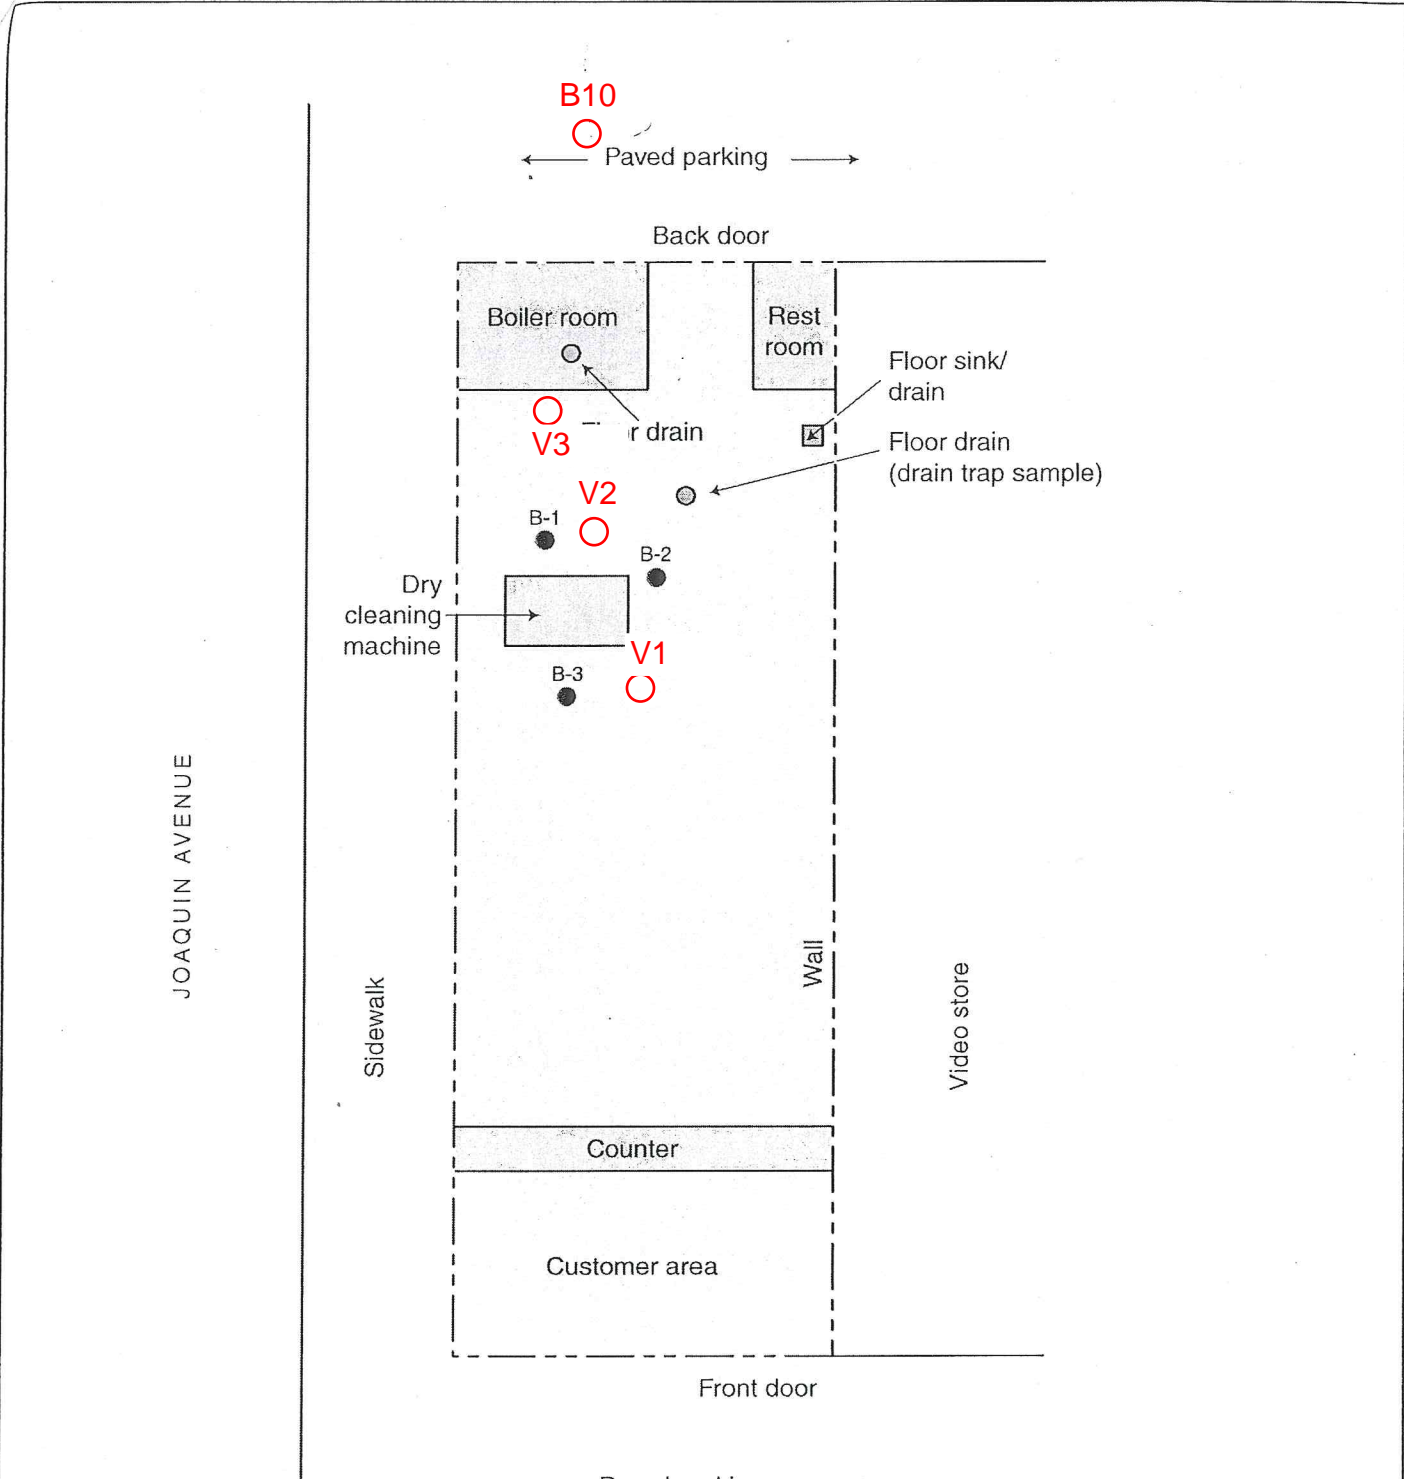 B10
Paved parking
Back door
Boiler room
Rest
room
Floor sink/
drain
r drain
V3
Floor drain
(drain trap sample)
V2
B-1
B-2
Dry
cleaning
machine
V1
B-3
JOAQUIN AVENUE
Sidewalk
Wall
Video store
Counter
Customer area
Front door